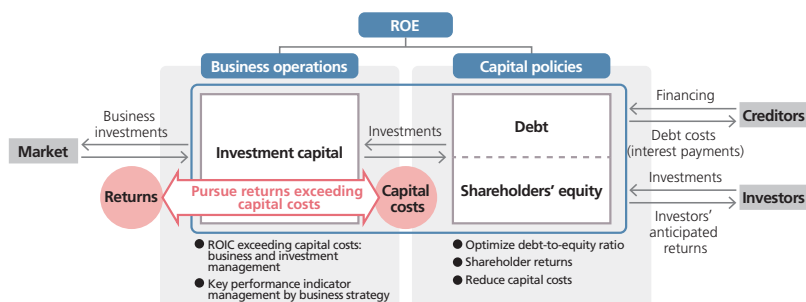 ROE
Business operations
Capital policies
Business
investments
Market
Investment capital
Investments
Debt
Shareholders' equity
Financing
Creditors
Debt costs
(interest payments)
Investments
Investors
Investors'
anticipated
returns
Returns
Pursue returns exceeding
capital costs
Capital
costs
● ROIC exceeding capital costs:
business and investment
management
● Key performance indicator
management by business strategy
● Optimize debt-to-equity ratio
● Shareholder returns
● Reduce capital costs